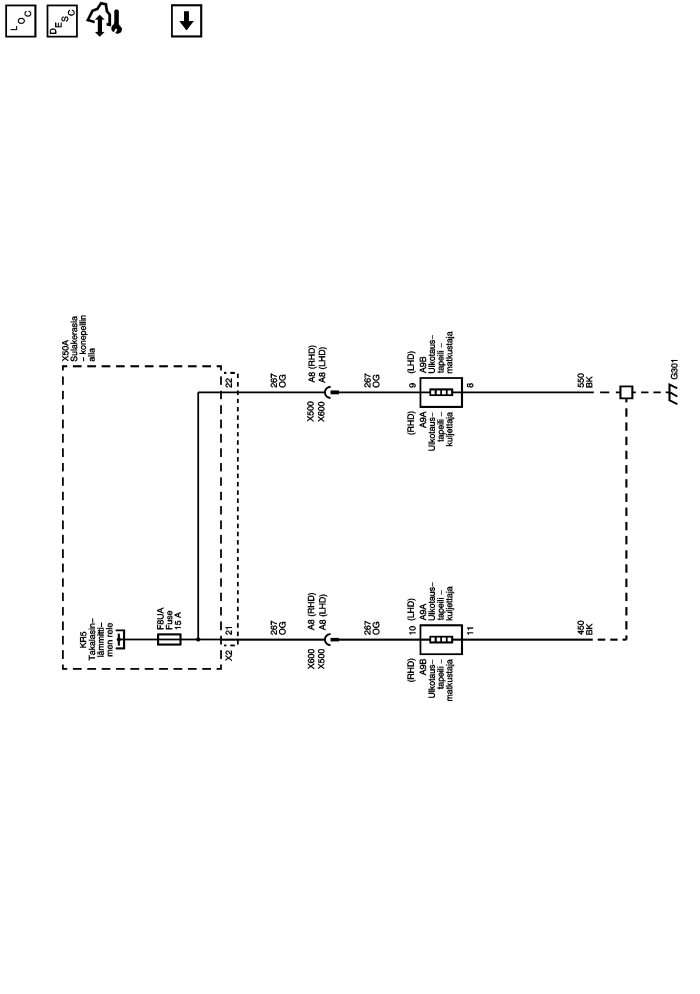 LOC
DESC
X50A
Sulakerasia
– konepellin
alla
KR5
Takalasin–
lämmitti–
men rele
F8UA
Fuse
15 A
X2
21
22
267
OG
267
OG
A8 (RHD)
A8 (LHD)
X600
X500
A8 (RHD)
A8 (LHD)
X500
X600
267
OG
267
OG
10
(LHD)
A9A
Ulkotaus–
tapeili –
kuljettaja
(RHD)
A9B
Ulkotaus–
tapeili –
matkustaja
11
9
(LHD)
A9B
Ulkotaus–
tapeili –
matkustaja
(RHD)
A9A
Ulkotaus–
tapeili –
kuljettaja
8
450
BK
550
BK
G301